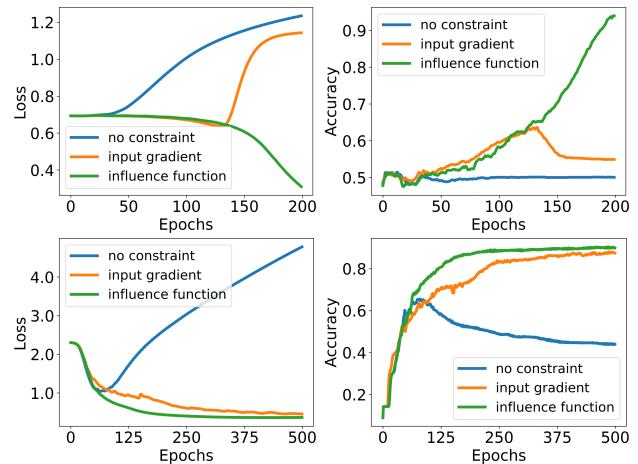 1.2
1.0
0.8
0.6
0.4
Loss
no constraint
input gradient
influence function
0 50 100 150 200
Epochs
0.9
0.8
0.7
0.6
0.5
Accuracy
no constraint
input gradient
influence function
0 50 100 150 200
Epochs
4.0
3.0
2.0
1.0
Loss
no constraint
input gradient
influence function
0 125 250 375 500
Epochs
0.8
0.6
0.4
0.2
Accuracy
no constraint
input gradient
influence function
0 125 250 375 500
Epochs